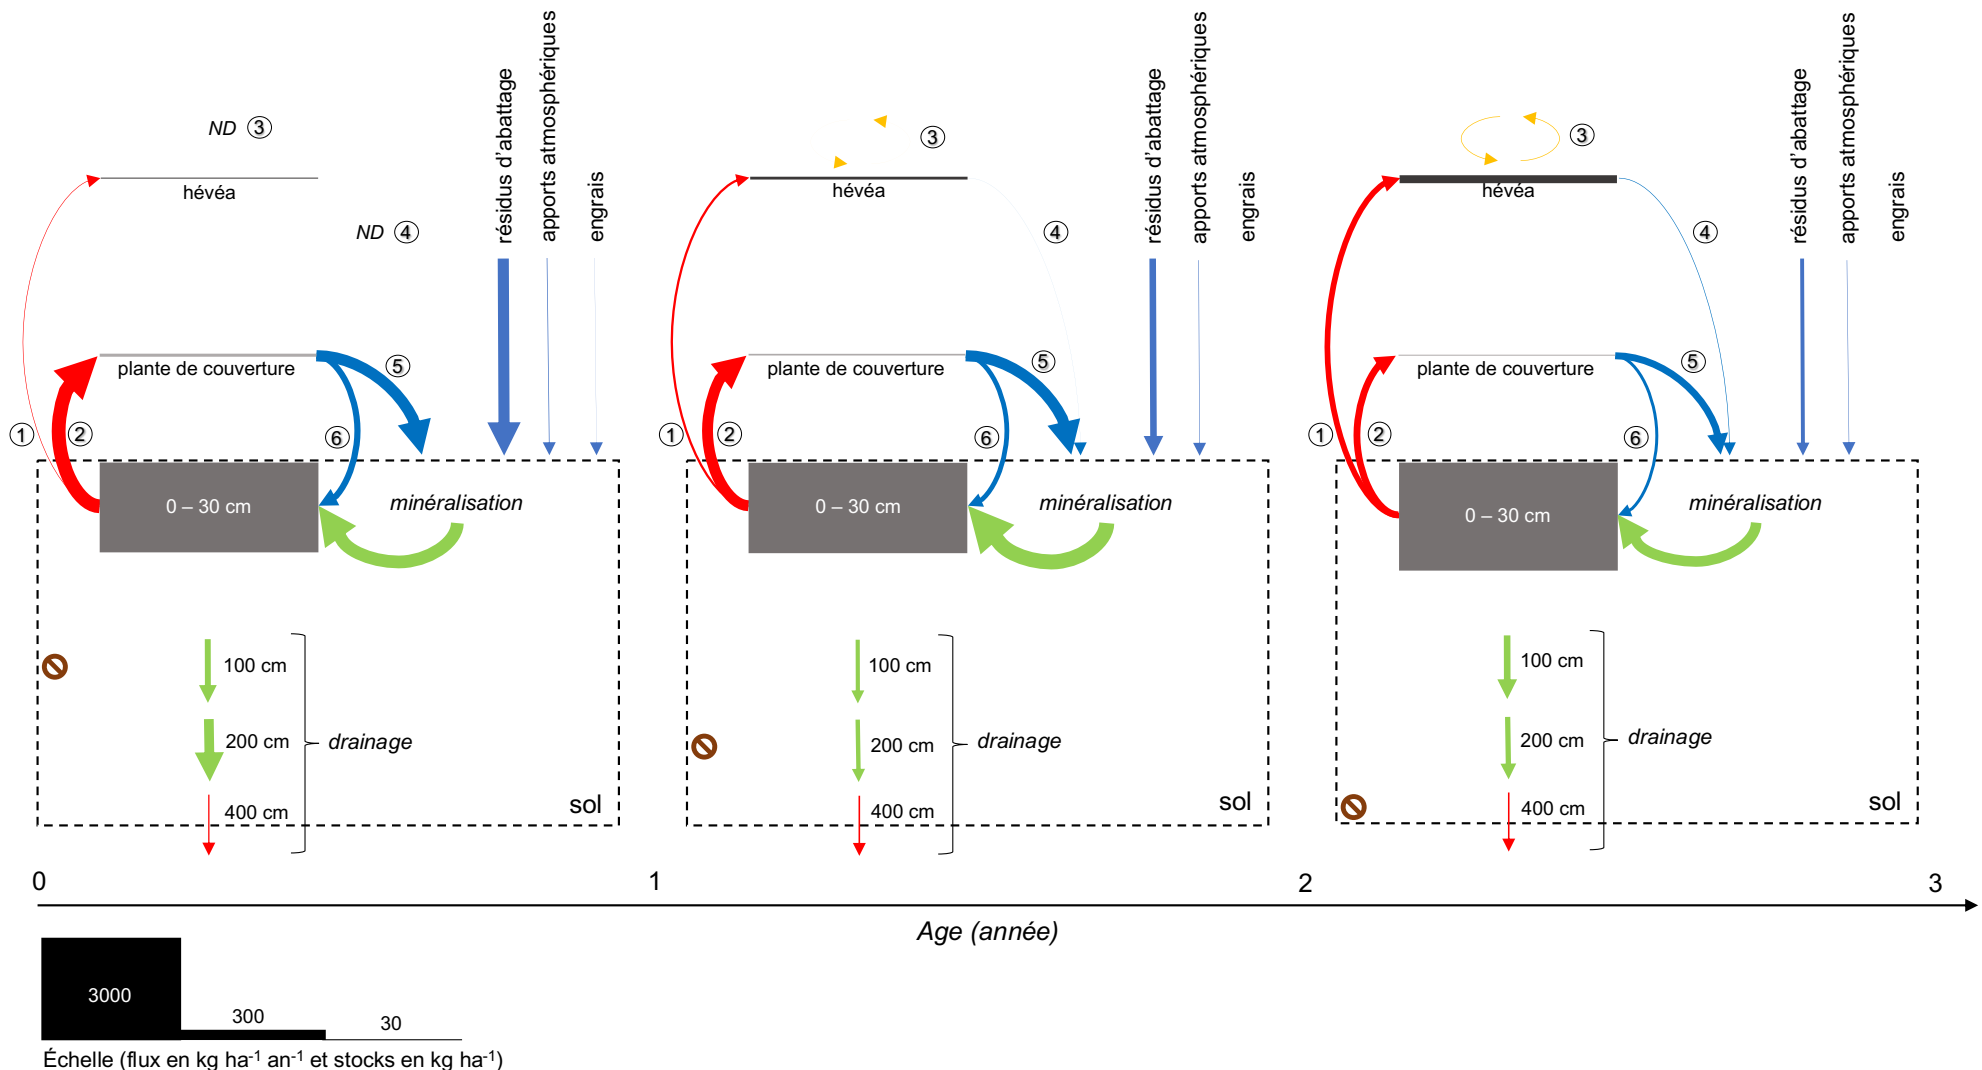 ND ③
hévéa
ND ④
résidus d'abattage
apports atmosphériques
engrais
plante de couverture
⑤
①
②
⑥
0 – 30 cm
minéralisation
100 cm
200 cm
drainage
400 cm
sol
③
hévéa
④
résidus d'abattage
apports atmosphériques
engrais
plante de couverture
⑤
①
②
⑥
0 – 30 cm
minéralisation
100 cm
200 cm
drainage
400 cm
sol
③
hévéa
④
résidus d'abattage
apports atmosphériques
engrais
plante de couverture
⑤
①
②
⑥
0 – 30 cm
minéralisation
100 cm
200 cm
drainage
400 cm
sol
0 1 2 3
Age (année)
3000
300
30
Échelle (flux en kg ha⁻¹ an⁻¹ et stocks en kg ha⁻¹)